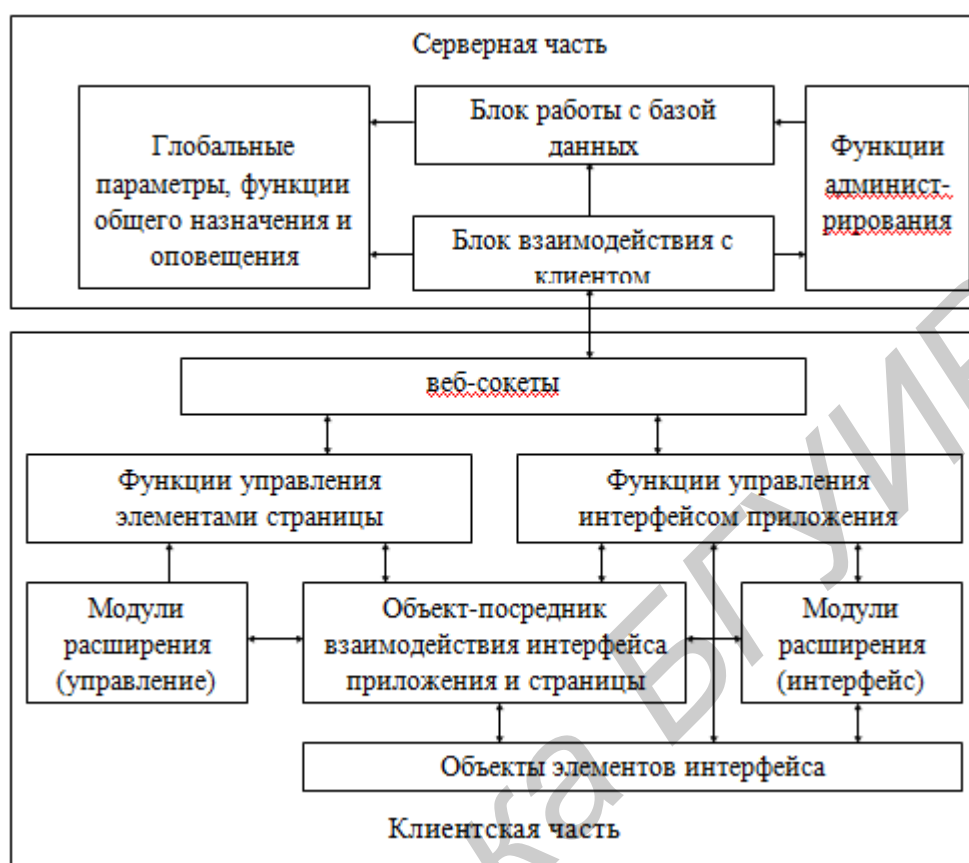 Серверная часть
Блок работы с базой
данных
Глобальные
параметры, функции
общего назначения и
оповещения
Функции
админист-
рирования
Блок взаимодействия с
клиентом
веб-сокеты
Функции управления
элементами страницы
Функции управления
интерфейсом приложения
Модули
расширения
(управление)
Объект-посредник
взаимодействия интерфейса
приложения и страницы
Модули
расширения
(интерфейс)
Объекты элементов интерфейса
Клиентская часть
ка БГУИР